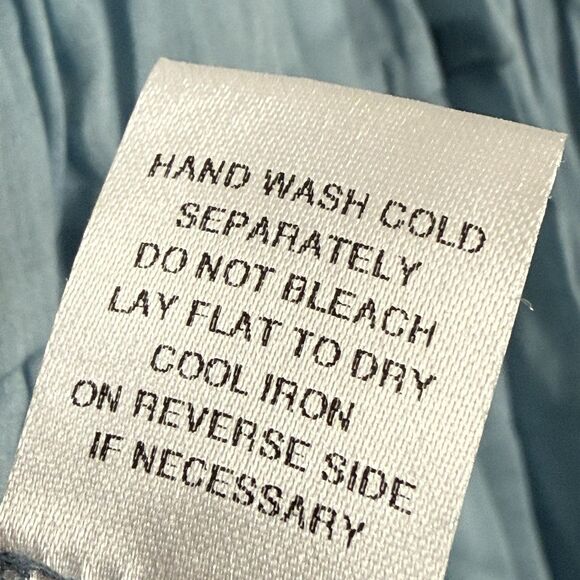 HAND WASH COLD
SEPARATELY
DO NOT BLEACH
LAY FLAT TO DRY
COOL IRON
ON REVERSE SIDE
IF NECESSARY